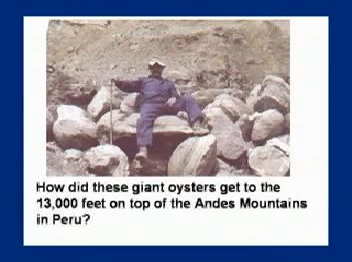 How did these giant oysters get to the
13,000 feet on top of the Andes Mountains
in Peru?